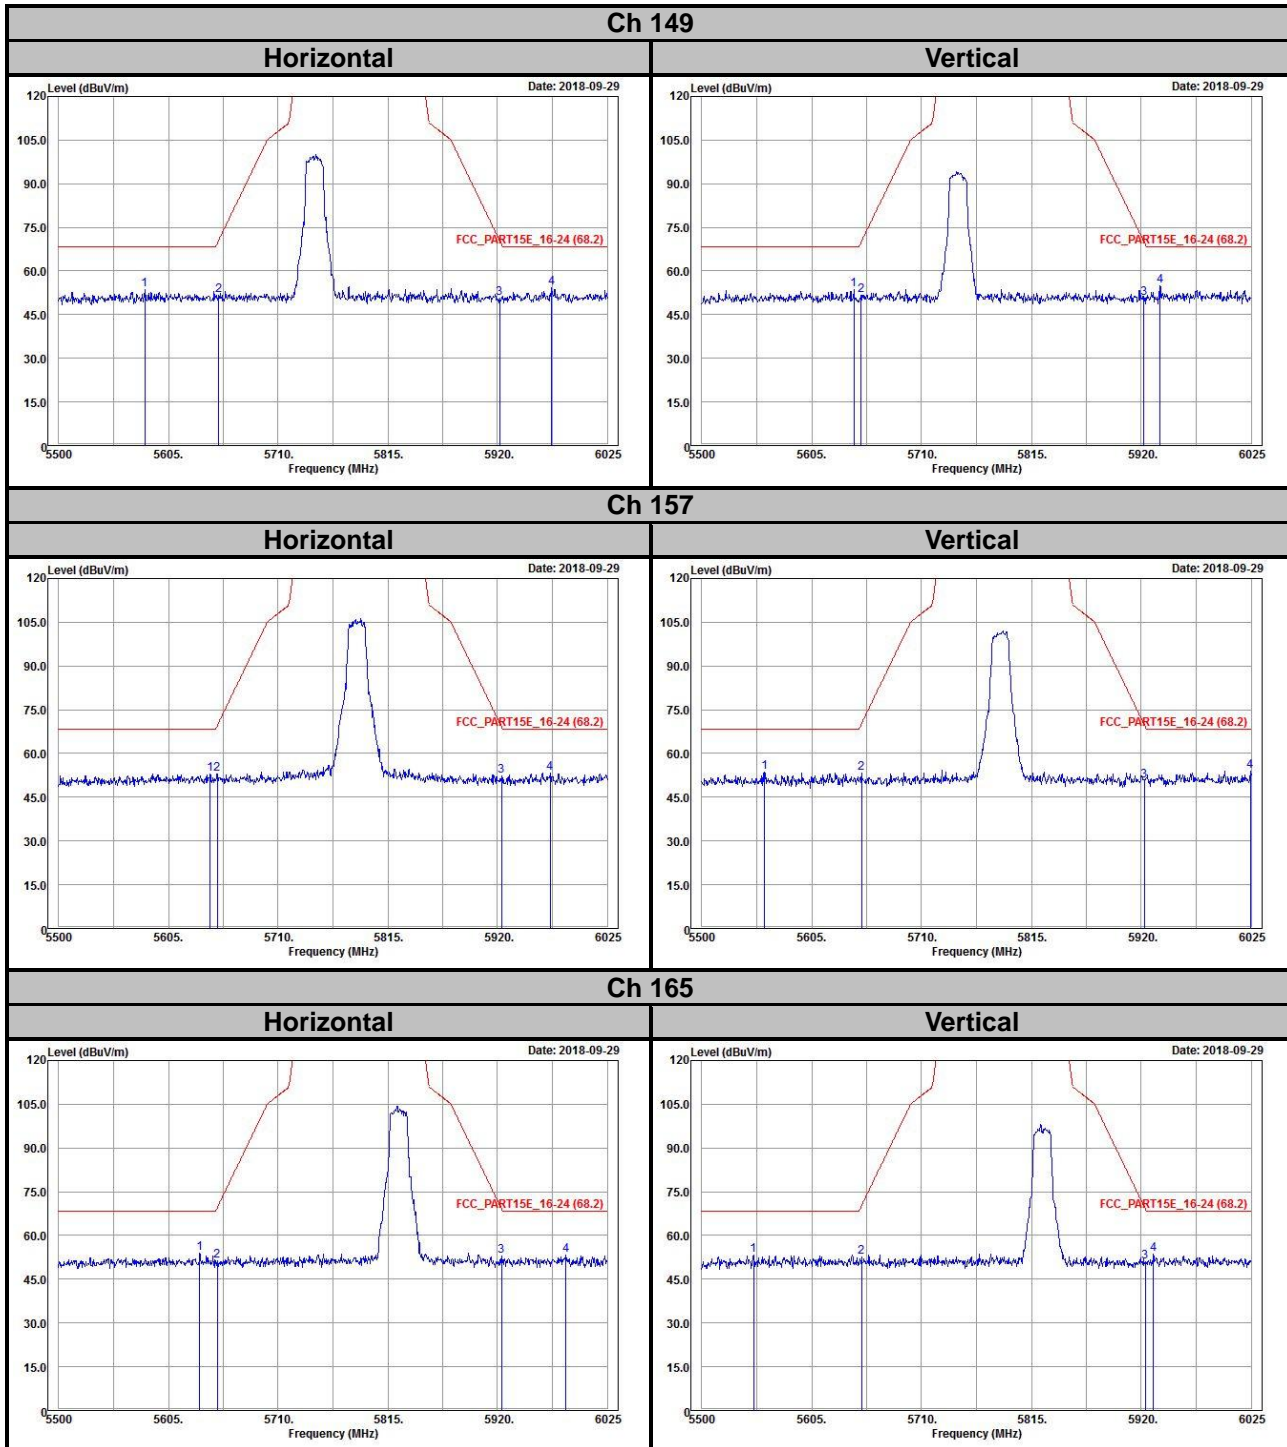 Ch 149
Horizontal Vertical
Level (dBuV/m) Date: 2018-09-29
120
105.0
90.0
75.0
FCC_PART15E_16-24 (68.2)
60.0
1 2 3 4
45.0
30.0
15.0
0
5500 5605. 5710. 5815. 5920. 6025
Frequency (MHz)
Level (dBuV/m) Date: 2018-09-29
120
105.0
90.0
75.0
FCC_PART15E_16-24 (68.2)
60.0
1 2 3 4
45.0
30.0
15.0
0
5500 5605. 5710. 5815. 5920. 6025
Frequency (MHz)
Ch 157
Horizontal Vertical
Level (dBuV/m) Date: 2018-09-29
120
105.0
90.0
75.0
FCC_PART15E_16-24 (68.2)
60.0
1 2 3 4
45.0
30.0
15.0
0
5500 5605. 5710. 5815. 5920. 6025
Frequency (MHz)
Level (dBuV/m) Date: 2018-09-29
120
105.0
90.0
75.0
FCC_PART15E_16-24 (68.2)
60.0
1 2 3 4
45.0
30.0
15.0
0
5500 5605. 5710. 5815. 5920. 6025
Frequency (MHz)
Ch 165
Horizontal Vertical
Level (dBuV/m) Date: 2018-09-29
120
105.0
90.0
75.0
FCC_PART15E_16-24 (68.2)
60.0
1 2 3 4
45.0
30.0
15.0
0
5500 5605. 5710. 5815. 5920. 6025
Frequency (MHz)
Level (dBuV/m) Date: 2018-09-29
120
105.0
90.0
75.0
FCC_PART15E_16-24 (68.2)
60.0
1 2 3 4
45.0
30.0
15.0
0
5500 5605. 5710. 5815. 5920. 6025
Frequency (MHz)